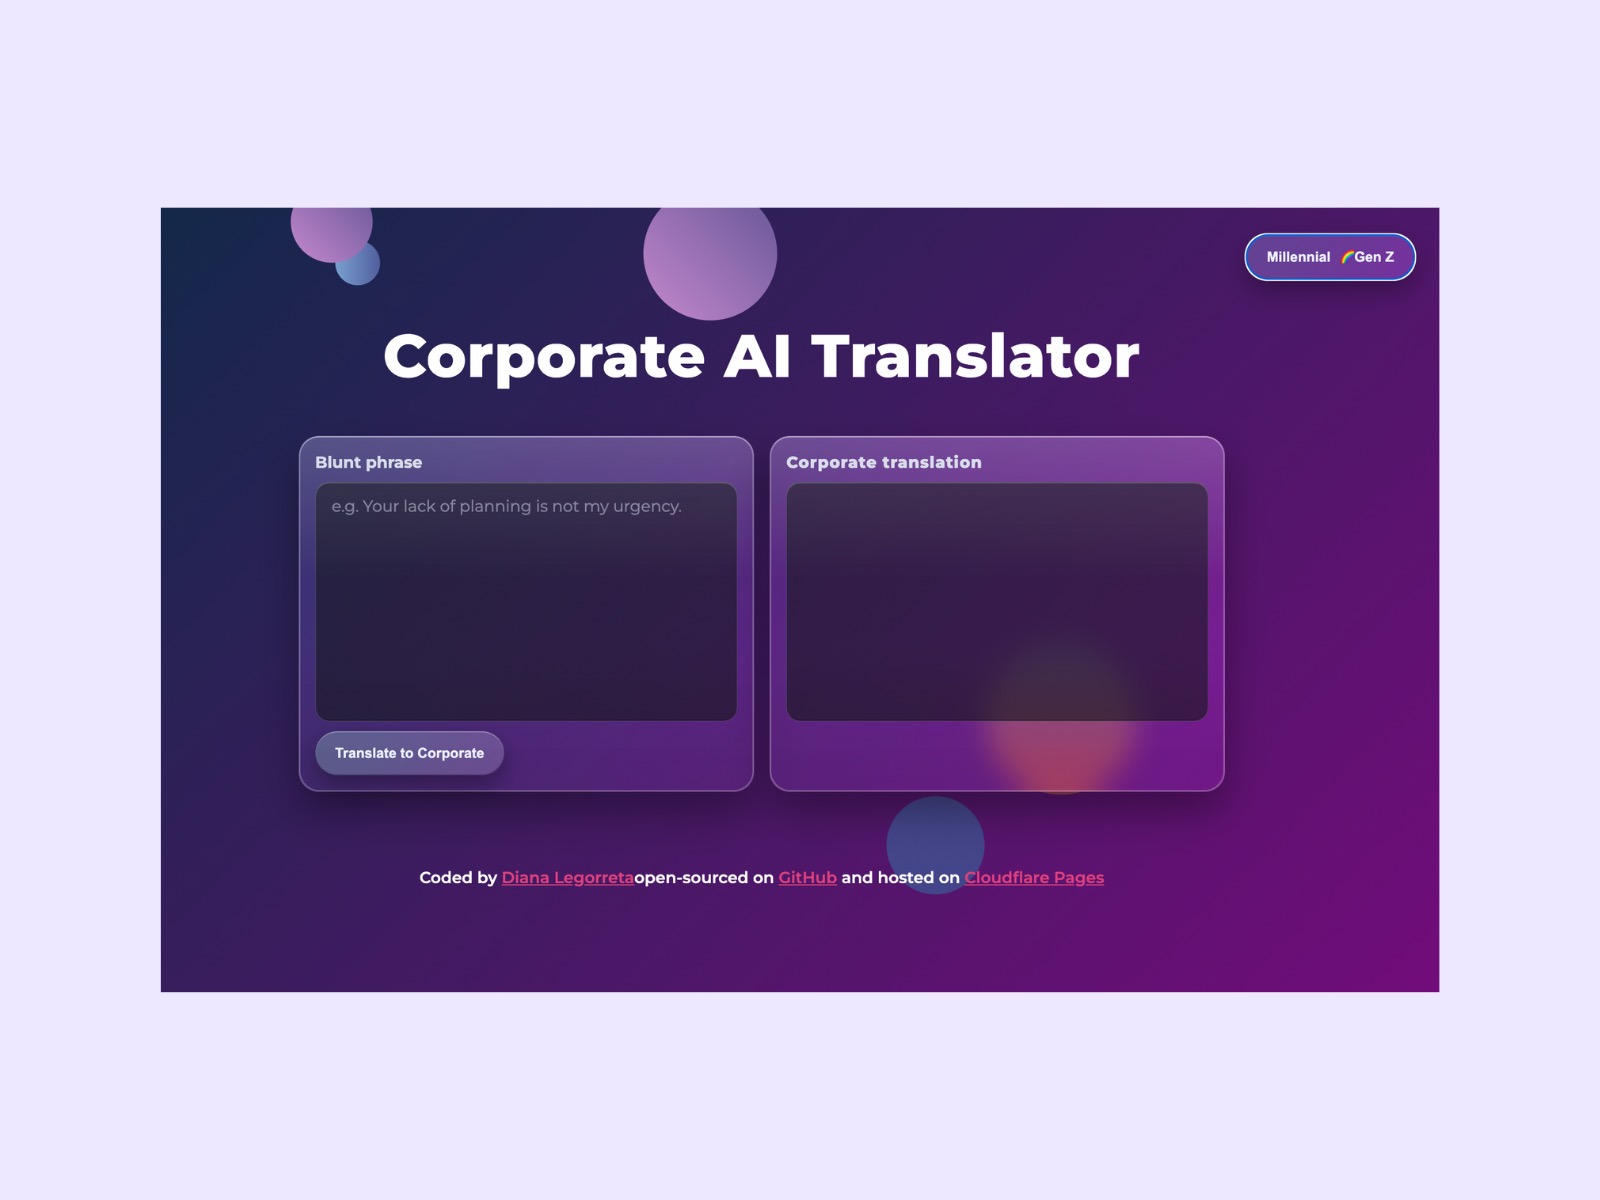 Millennial 🌈Gen Z
Corporate AI Translator
Blunt phrase
e.g. Your lack of planning is not my urgency.
Translate to Corporate
Corporate translation
Coded by Diana Legorretaopen-sourced on GitHub and hosted on Cloudflare Pages